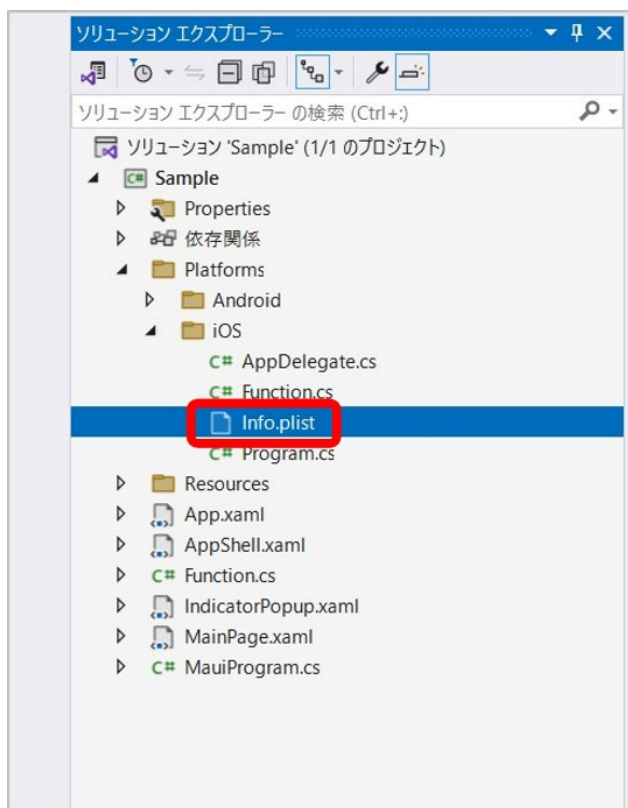 ソリューション エクスプローラー
ソリューション エクスプローラー の検索 (Ctrl+:)
ソリューション 'Sample' (1/1 のプロジェクト)
C# Sample
Properties
依存関係
Platforms
Android
iOS
C# AppDelegate.cs
C# Function.cs
Info.plist
C# Program.cs
Resources
App.xaml
AppShell.xaml
C# Function.cs
IndicatorPopup.xaml
MainPage.xaml
C# MauiProgram.cs